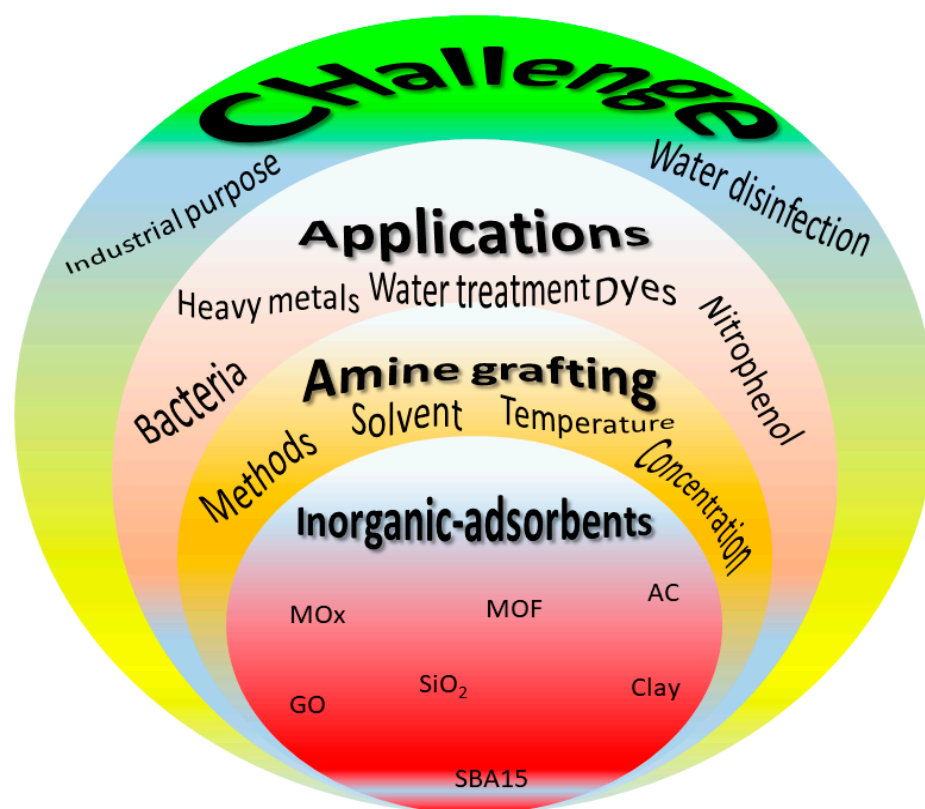 CHallenge
Industrial purpose
Water disinfection
Applications
Heavy metals
Water treatment
Dyes
Bacteria
Nitrophenol
Amine grafting
Methods
Solvent
Temperature
Concentration
Inorganic-adsorbents
MOx
MOF
AC
GO
SiO₂
Clay
SBA15